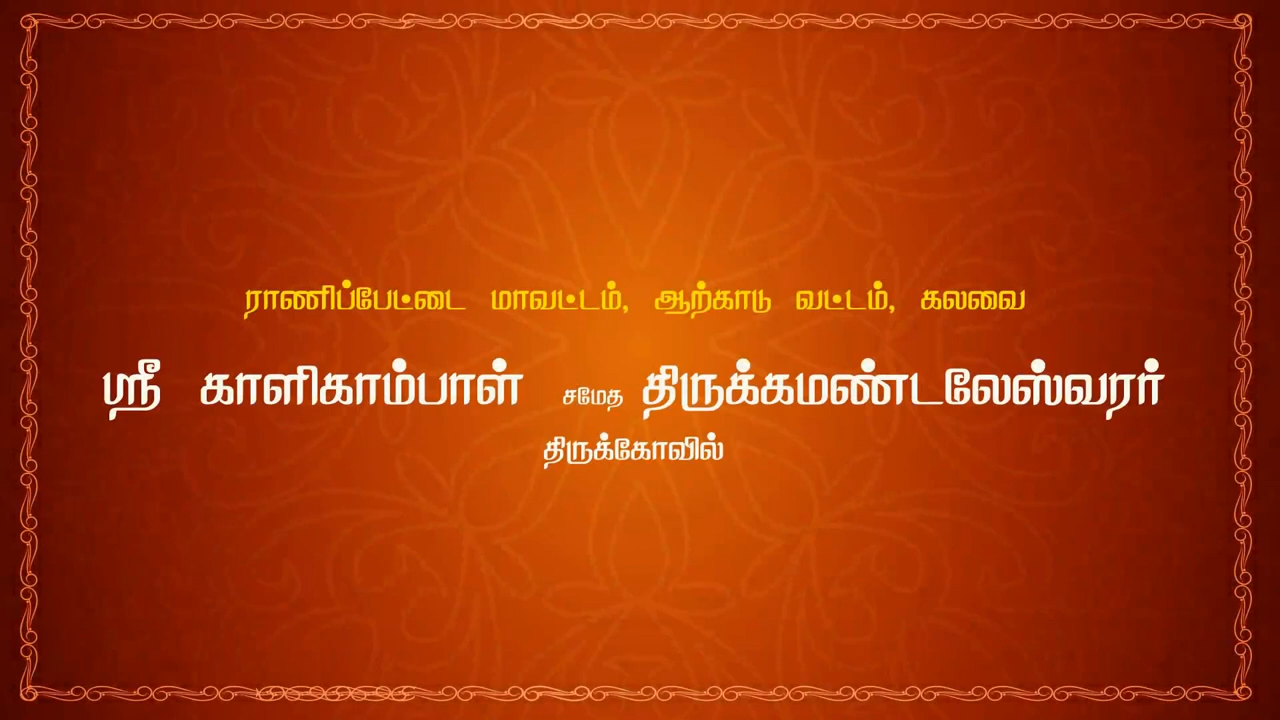 ராணிப்பேட்டை மாவட்டம், ஆற்காடு வட்டம், கலவை
ஸ்ரீ காளிகாம்பாள் சமேத திருக்கமண்டலேஸ்வரர்
திருக்கோவில்